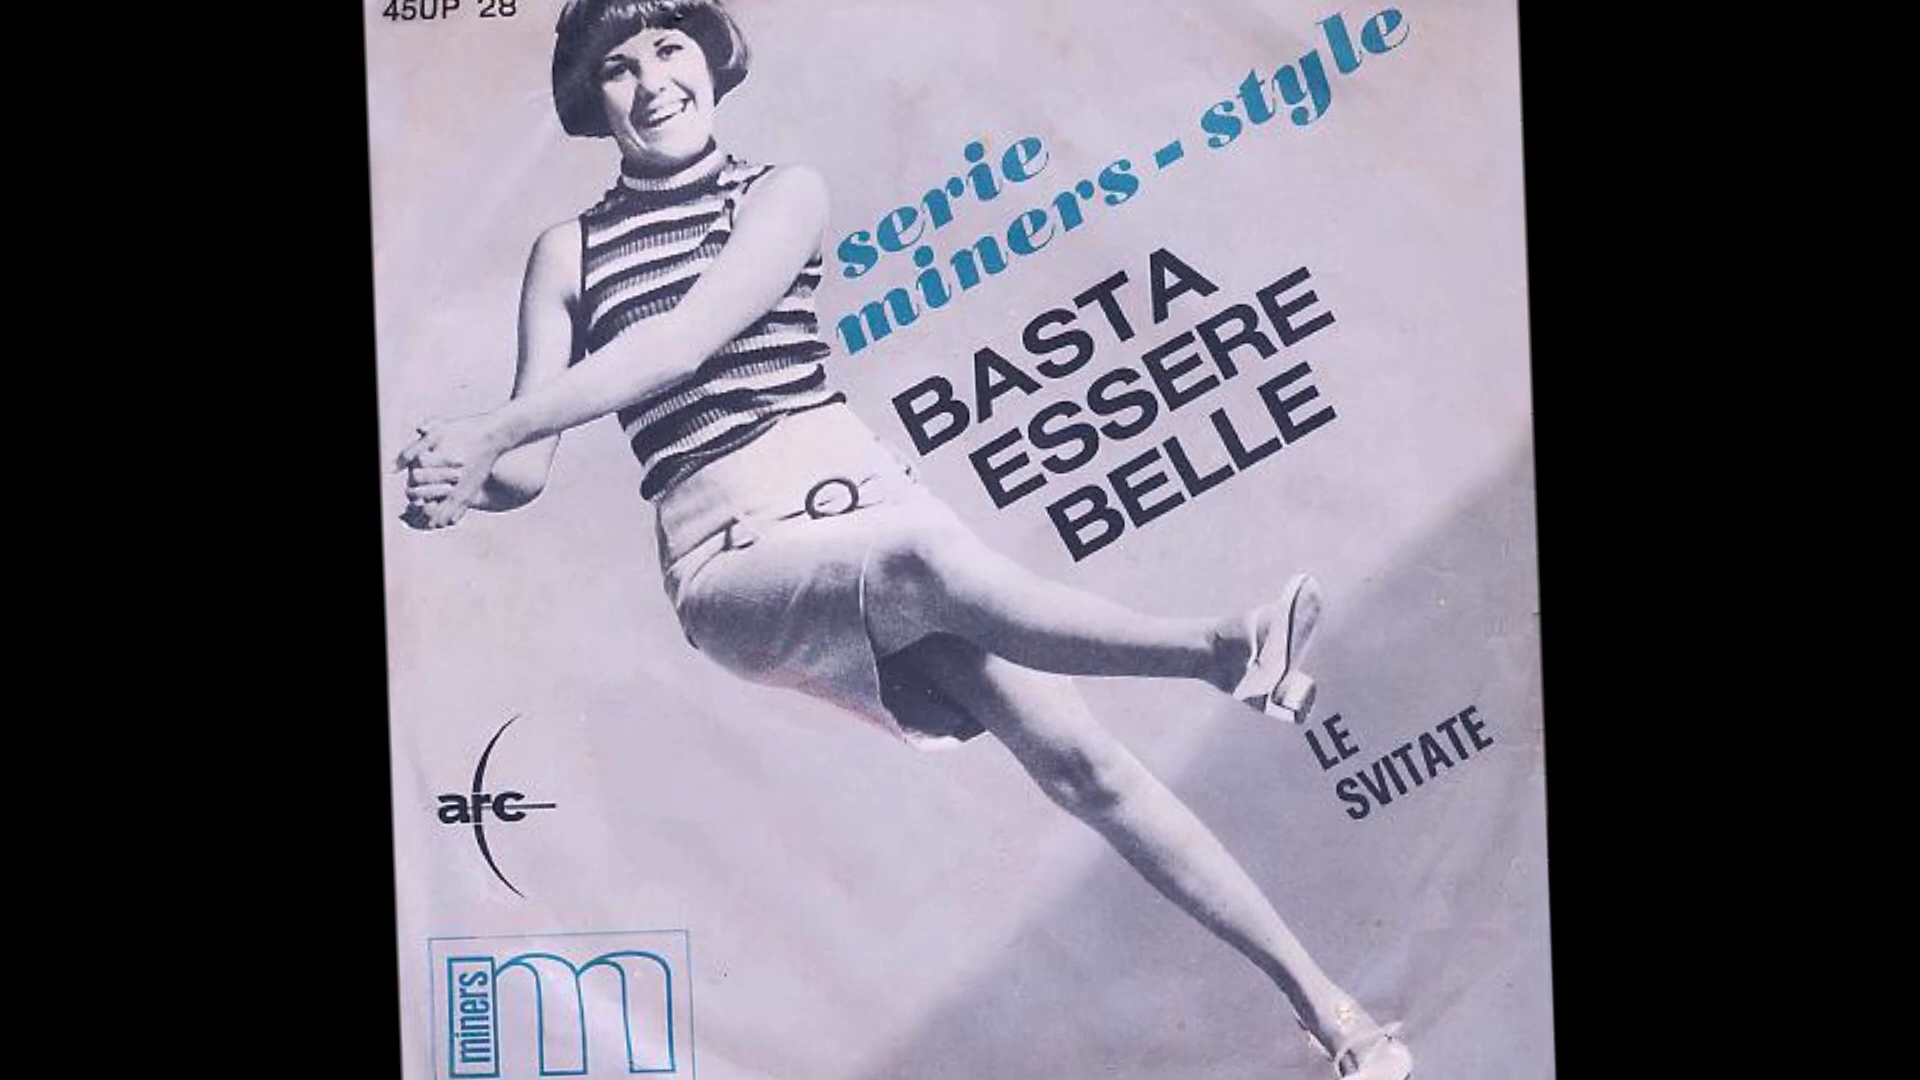 45UP 28
serie
miners-style
BASTA
ESSERE
BELLE
LE
SVITATE
arc
miners
m